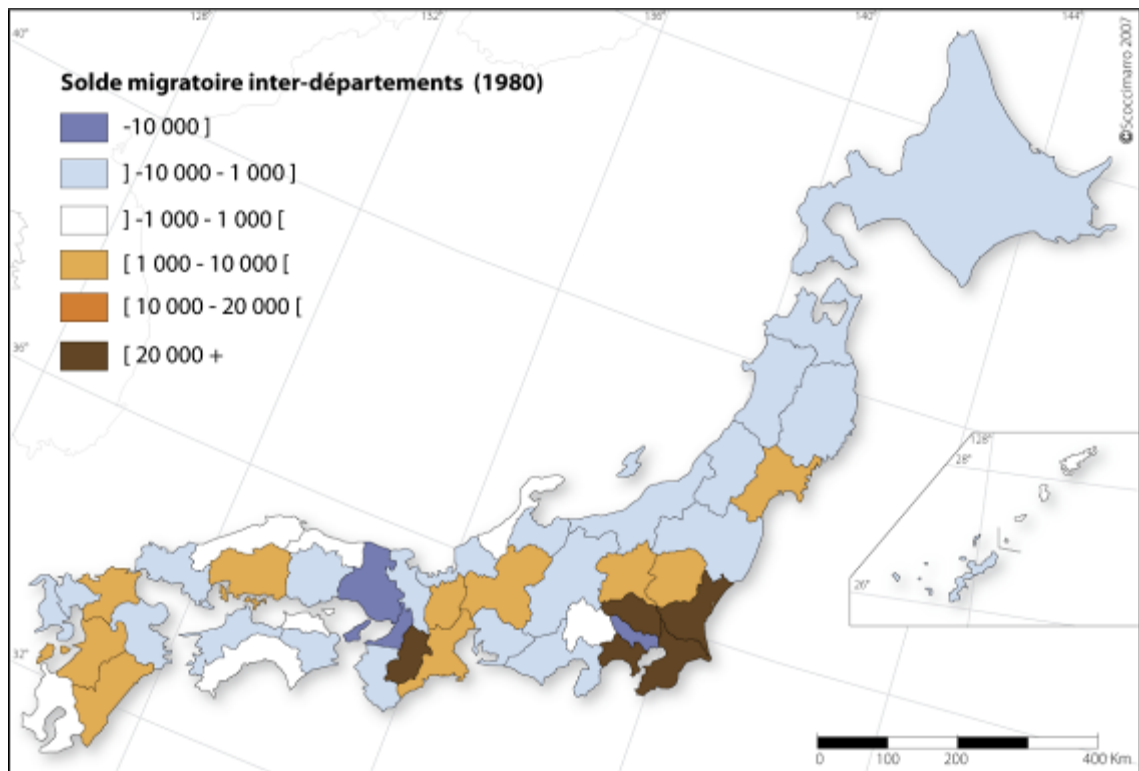 128°
132°
136°
140°
144°
40°
©Scoccimarro 2007
Solde migratoire inter-départements (1980)
-10 000 ]
] -10 000 - 1 000 ]
] -1 000 - 1 000 [
[ 1 000 - 10 000 [
[ 10 000 - 20 000 [
[ 20 000 +
36°
128°
28°
26°
32°
0 100 200 400 Km.